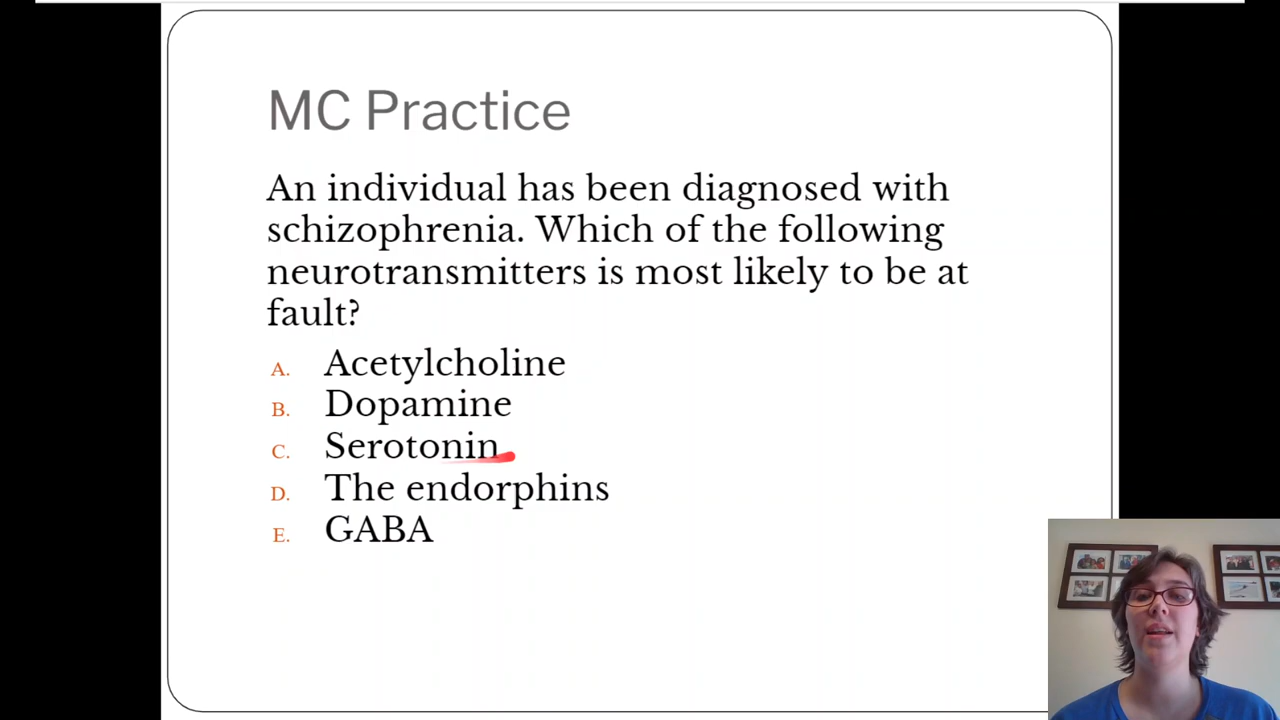 MC Practice
An individual has been diagnosed with
schizophrenia. Which of the following
neurotransmitters is most likely to be at
fault?
A. Acetylcholine
B. Dopamine
C. Serotonin
D. The endorphins
E. GABA